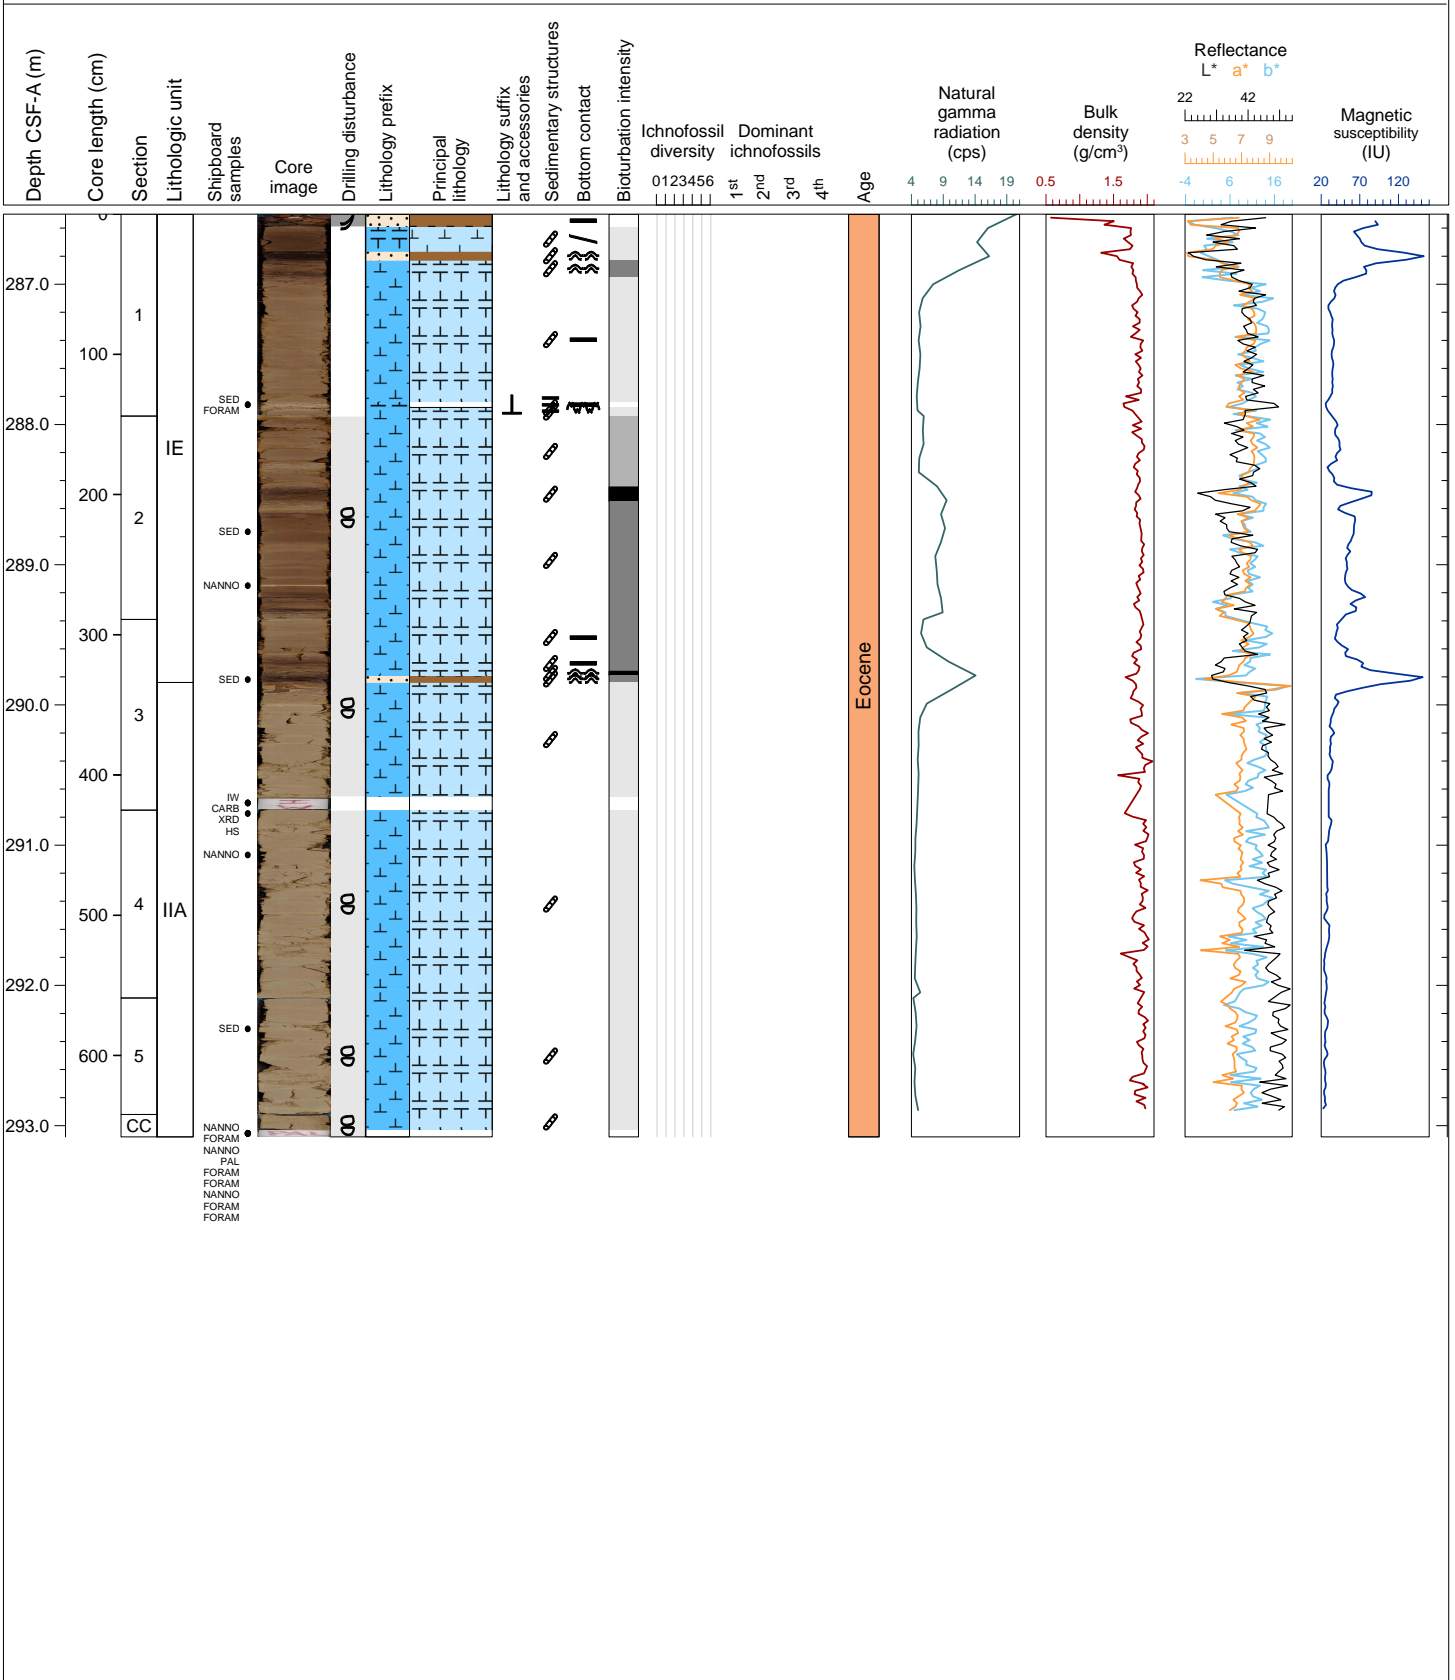 Depth CSF-A (m)
Core length (cm)
Section
Lithologic unit
Shipboard
samples
Core
image
Drilling disturbance
Lithology prefix
Principal
lithology
Lithology suffix
and accessories
Sedimentary structures
Bottom contact
Bioturbation intensity
Ichnofossil
diversity
0123456
Dominant
ichnofossils
1st
2nd
3rd
4th
Age
Natural
gamma
radiation
(cps)
4 9 14 19
Bulk
density
(g/cm³)
0.5 1.5
Reflectance
L* a* b*
22 42
3 5 7 9
-4 6 16
Magnetic
susceptibility
(IU)
20 70 120
0
287.0
1
100
SED
FORAM
288.0
IE
200
2
SED
289.0
NANNO
300
Eocene
SED
290.0
3
400
IW
CARB
XRD
HS
291.0
NANNO
4
IIA
500
292.0
SED
600
5
293.0
CC
NANNO
FORAM
NANNO
PAL
FORAM
FORAM
NANNO
FORAM
FORAM